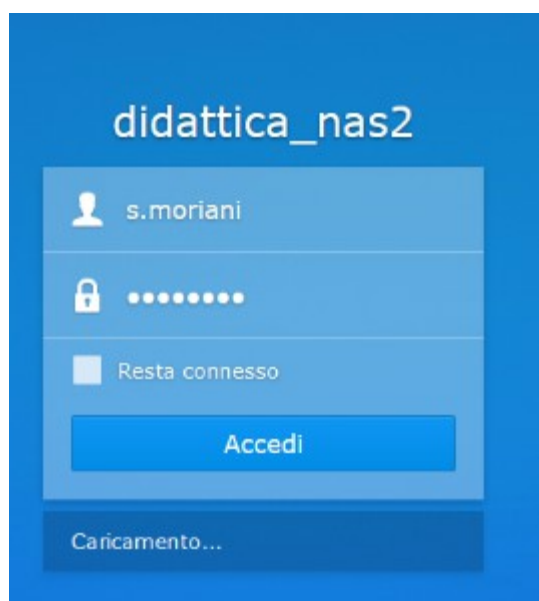 didattica_nas2
s.moriani
••••••••
Resta connesso
Accedi
Caricamento...